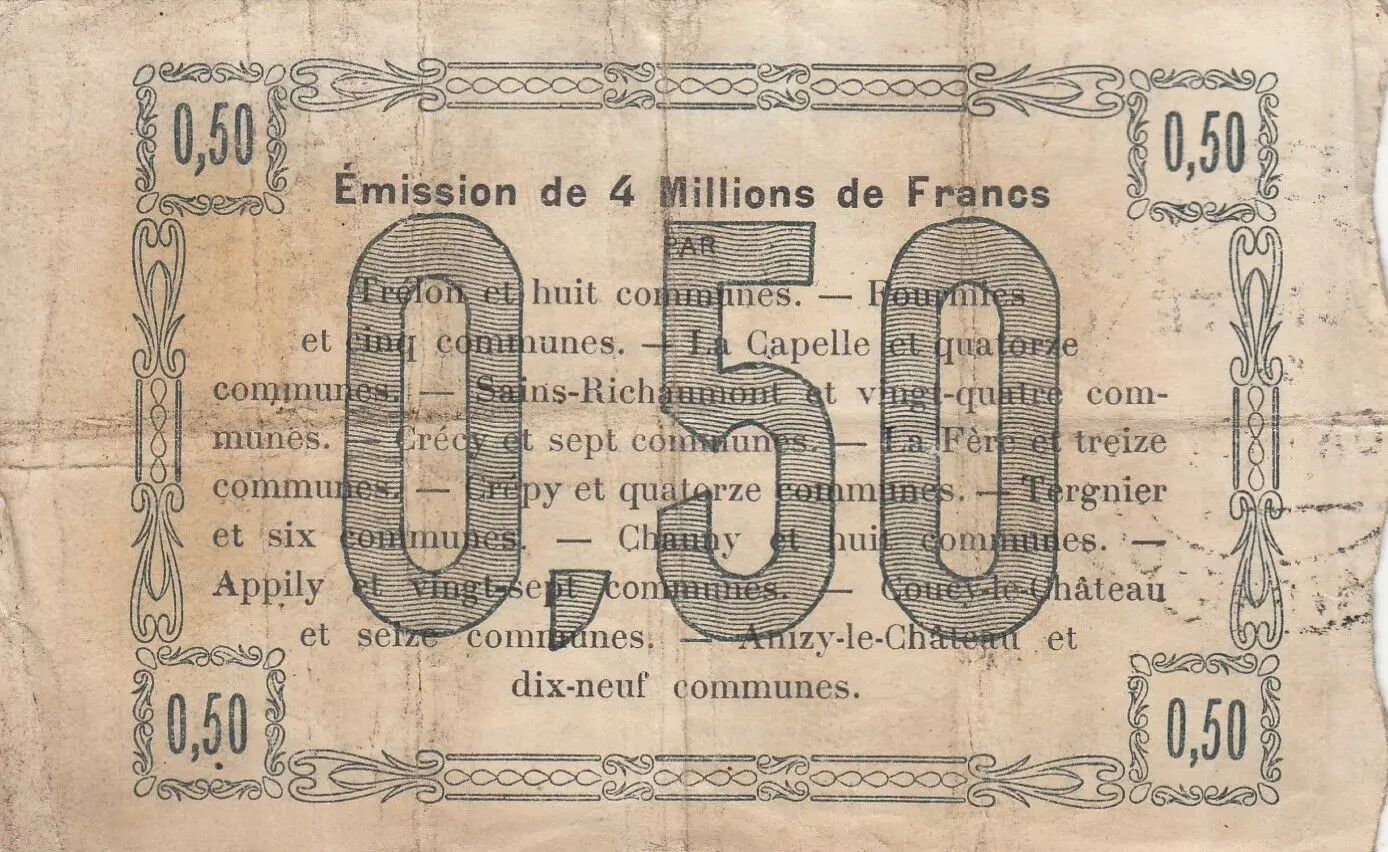 0,50 0,50
Émission de 4 Millions de Francs
PAR
Trélon et huit communes. — Fourmies
et cinq communes. — La Capelle et quatorze
communes. — Sains-Richaumont et vingt-quatre com-
munes. — Crécy et sept communes. — La Fère et treize
communes. — Crépy et quatorze communes. — Tergnier
et six communes. — Chauny et huit communes. —
Appily et vingt-sept communes. — Coucy-le-Château
et seize communes. — Anizy-le-Château et
dix-neuf communes.
0,50
0,50 0,50